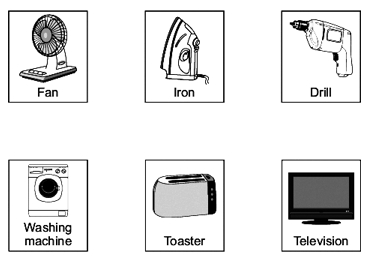 Fan
Iron
Drill
Washing
machine
Toaster
Television